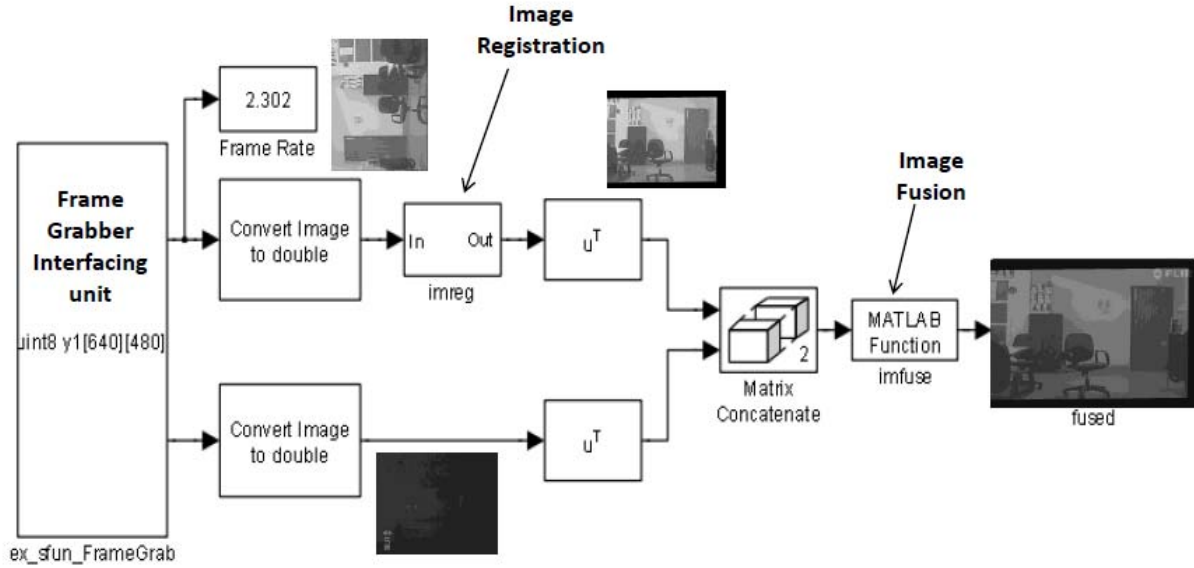 Image
Registration
2.302
Frame Rate
Frame
Grabber
Interfacing
unit
uint8 y1[640][480]
ex_sfun_FrameGrab
Convert Image
to double
In Out
imreg
u^T
Image
Fusion
Convert Image
to double
u^T
2
Matrix
Concatenate
MATLAB
Function
imfuse
fused